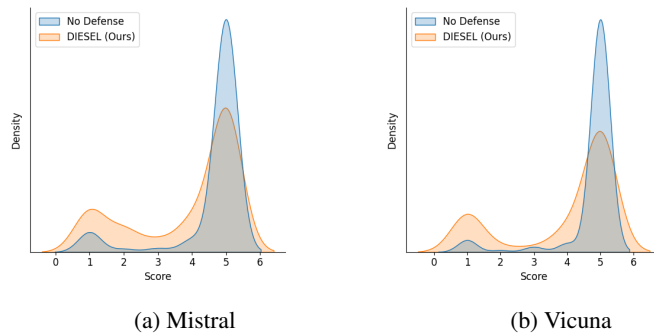 No Defense
DIESEL (Ours)
Density
0 1 2 3 4 5 6
Score
(a) Mistral
No Defense
DIESEL (Ours)
Density
0 1 2 3 4 5 6
Score
(b) Vicuna